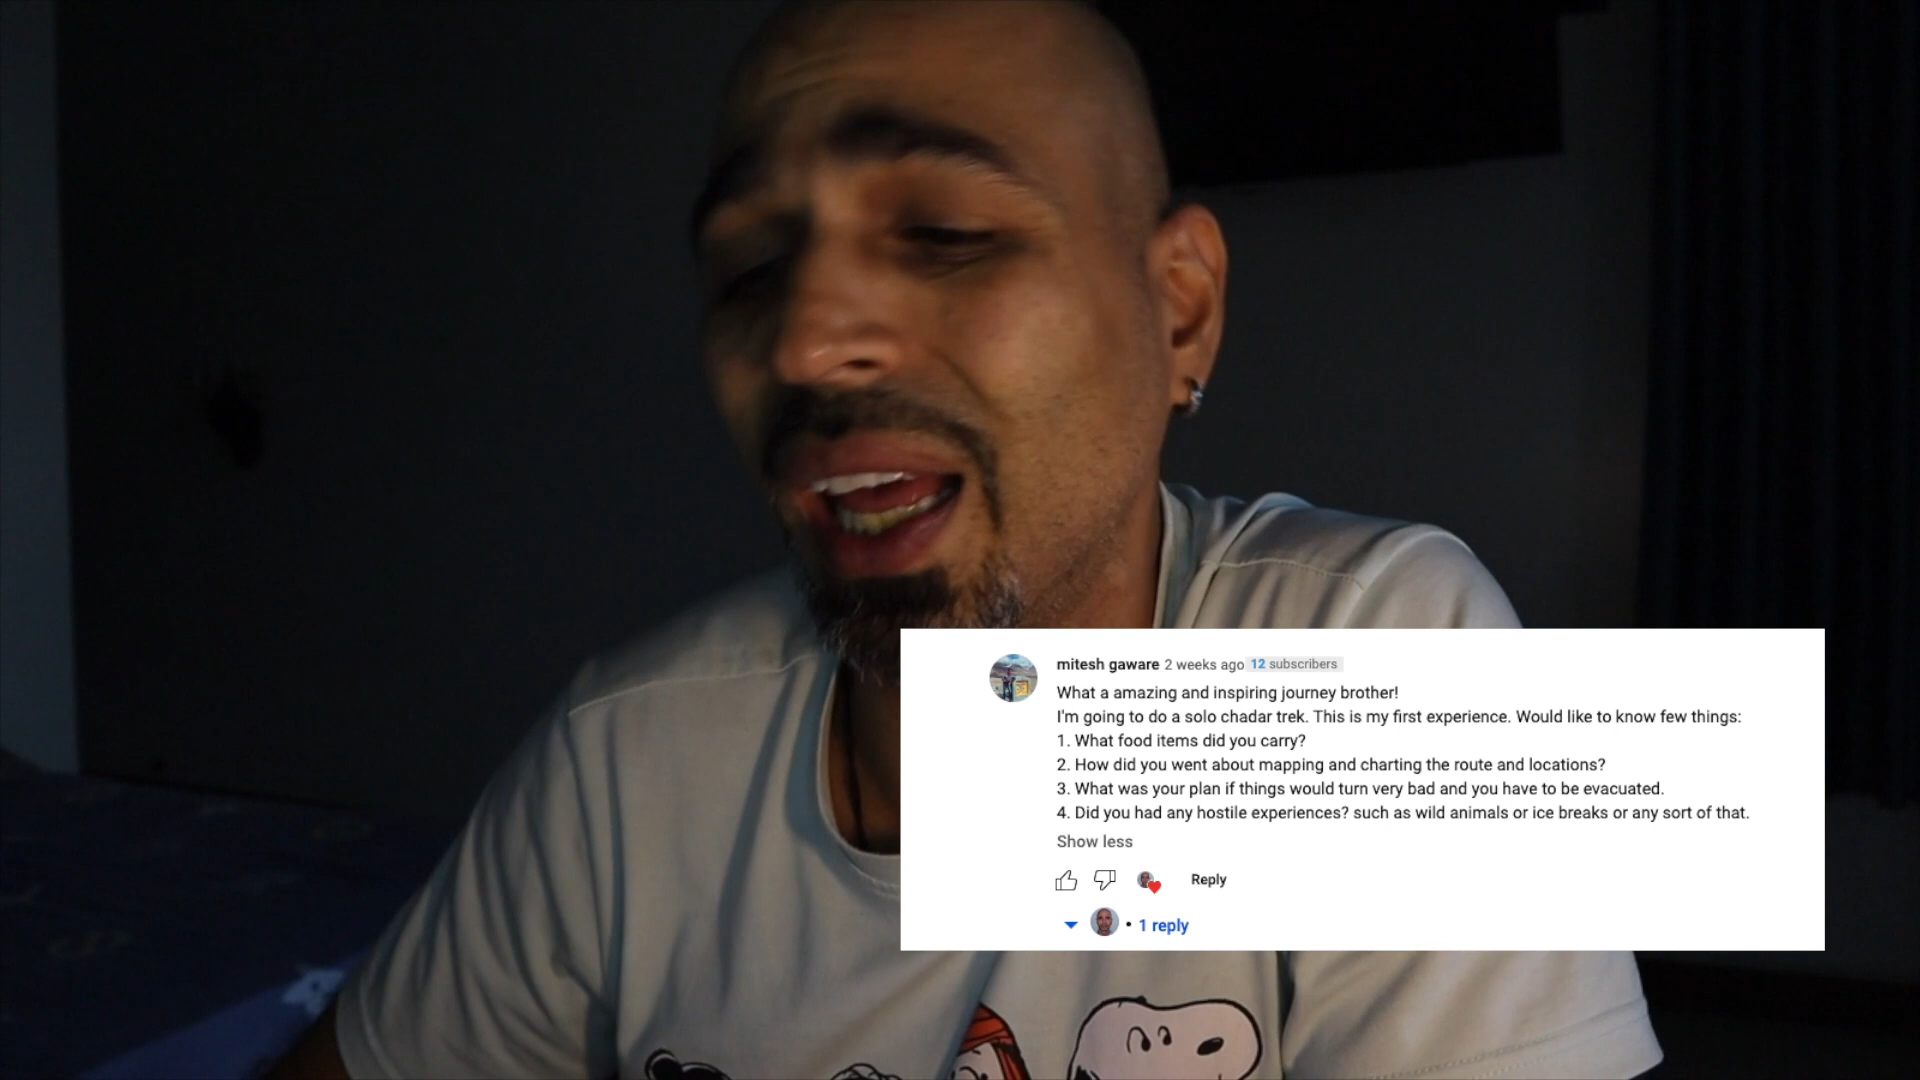 mitesh gaware 2 weeks ago 12 subscribers
What a amazing and inspiring journey brother!
I'm going to do a solo chadar trek. This is my first experience. Would like to know few things:
1. What food items did you carry?
2. How did you went about mapping and charting the route and locations?
3. What was your plan if things would turn very bad and you have to be evacuated.
4. Did you had any hostile experiences? such as wild animals or ice breaks or any sort of that.
Show less
Reply
• 1 reply